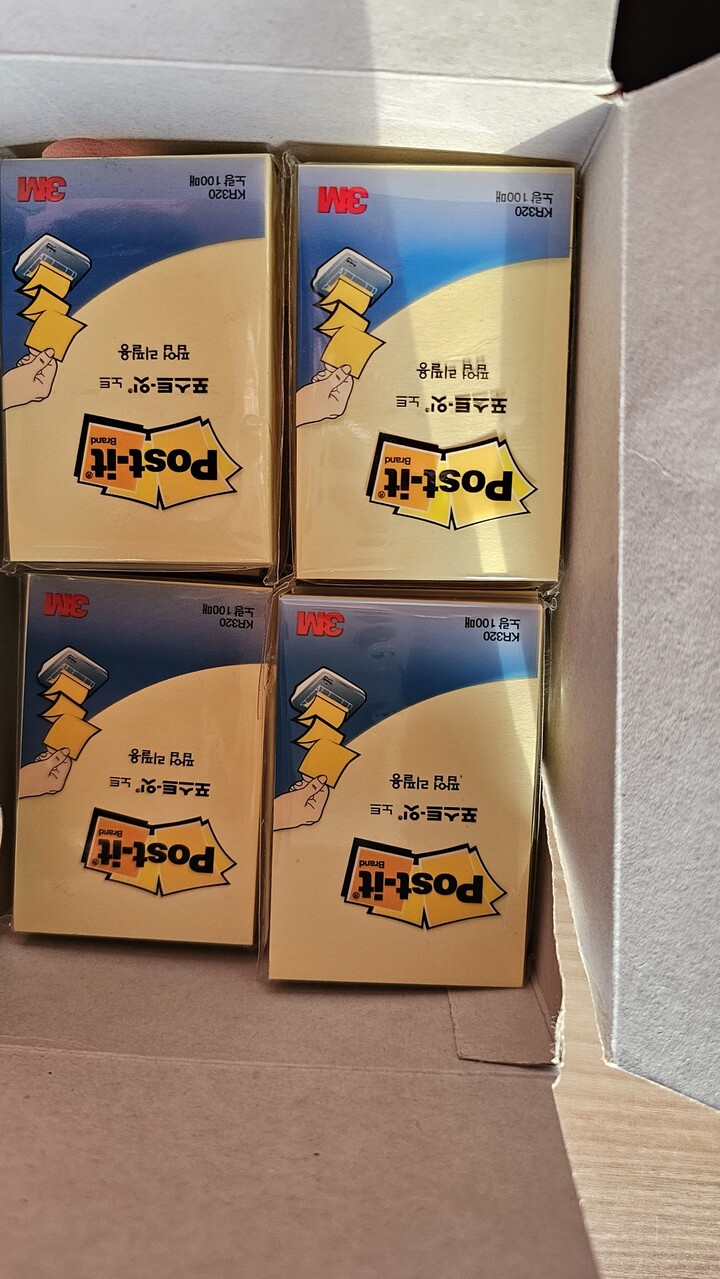 Post-it®
Brand
포스트-잇® 노트
팝업 리필용
KR320
노랑 100매
3M
Post-it®
Brand
포스트-잇® 노트
팝업 리필용
KR320
노랑 100매
3M
Post-it®
Brand
포스트-잇® 노트
팝업 리필용
KR320
노랑 100매
3M
Post-it®
Brand
포스트-잇® 노트
팝업 리필용
KR320
노랑 100매
3M